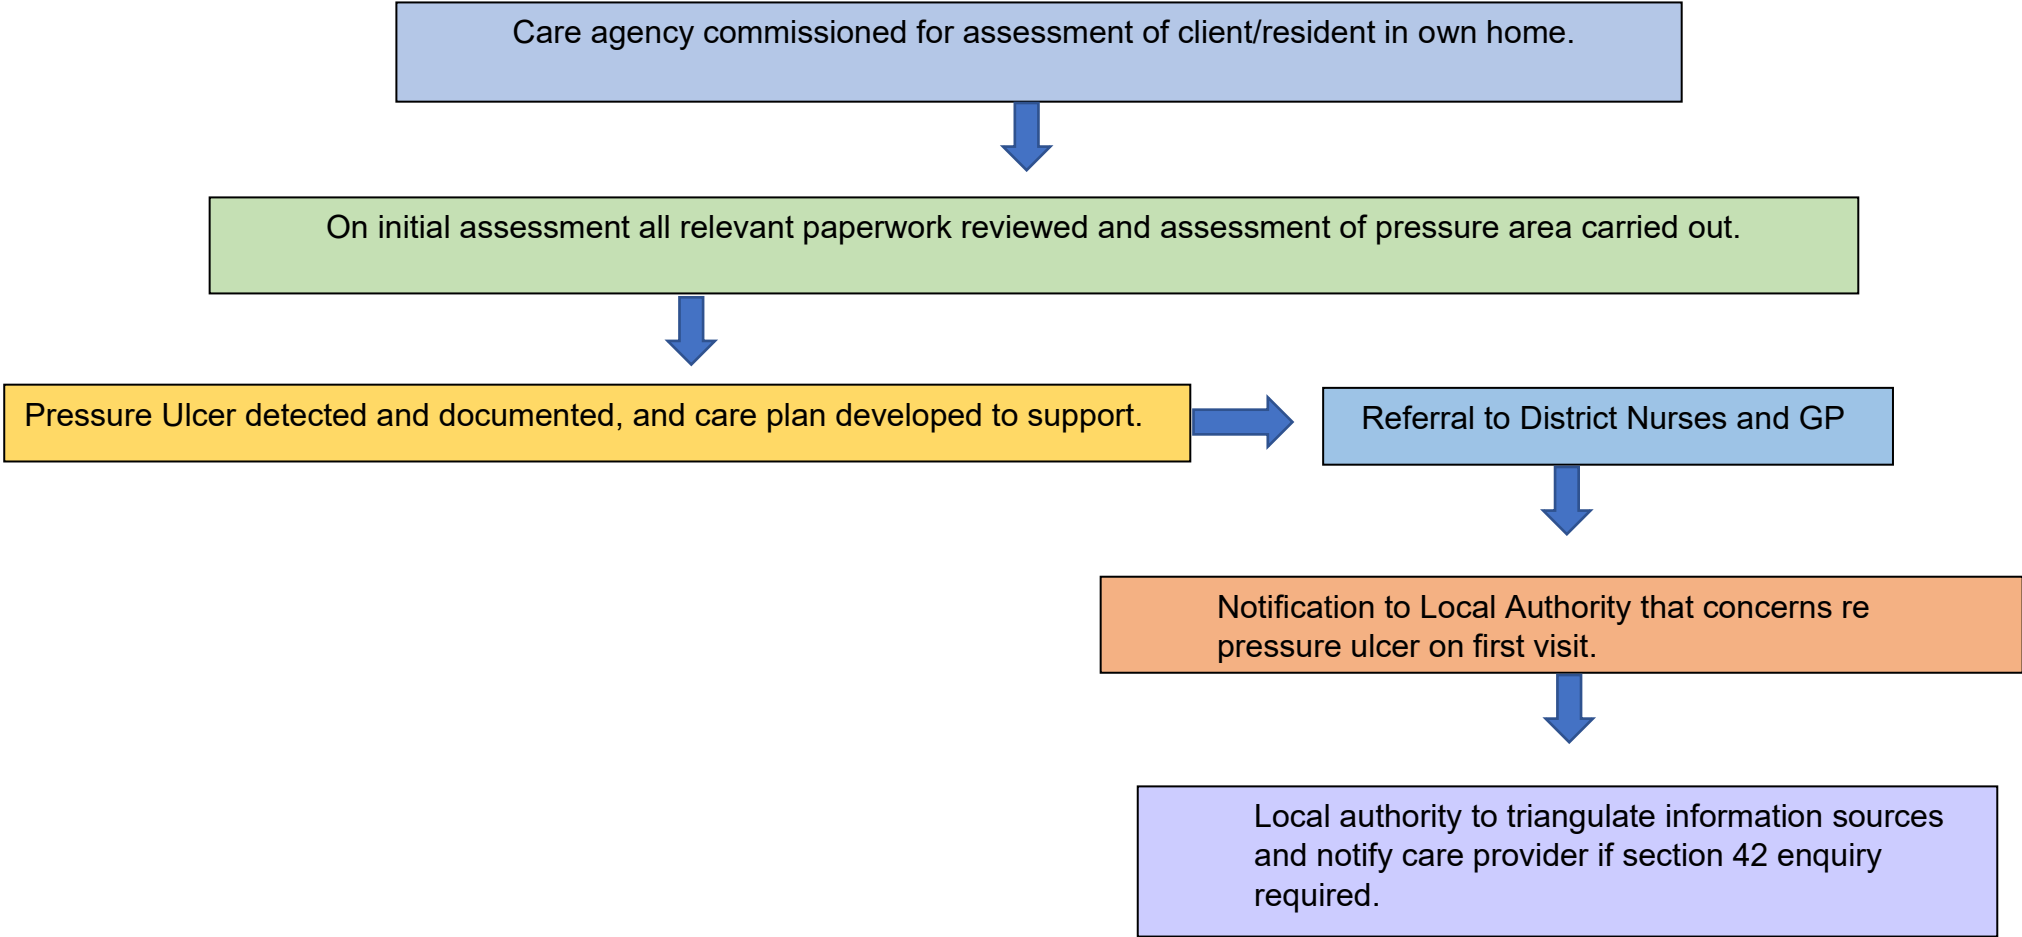 Care agency commissioned for assessment of client/resident in own home.
On initial assessment all relevant paperwork reviewed and assessment of pressure area carried out.
Pressure Ulcer detected and documented, and care plan developed to support.
Referral to District Nurses and GP
Notification to Local Authority that concerns re
pressure ulcer on first visit.
Local authority to triangulate information sources
and notify care provider if section 42 enquiry
required.